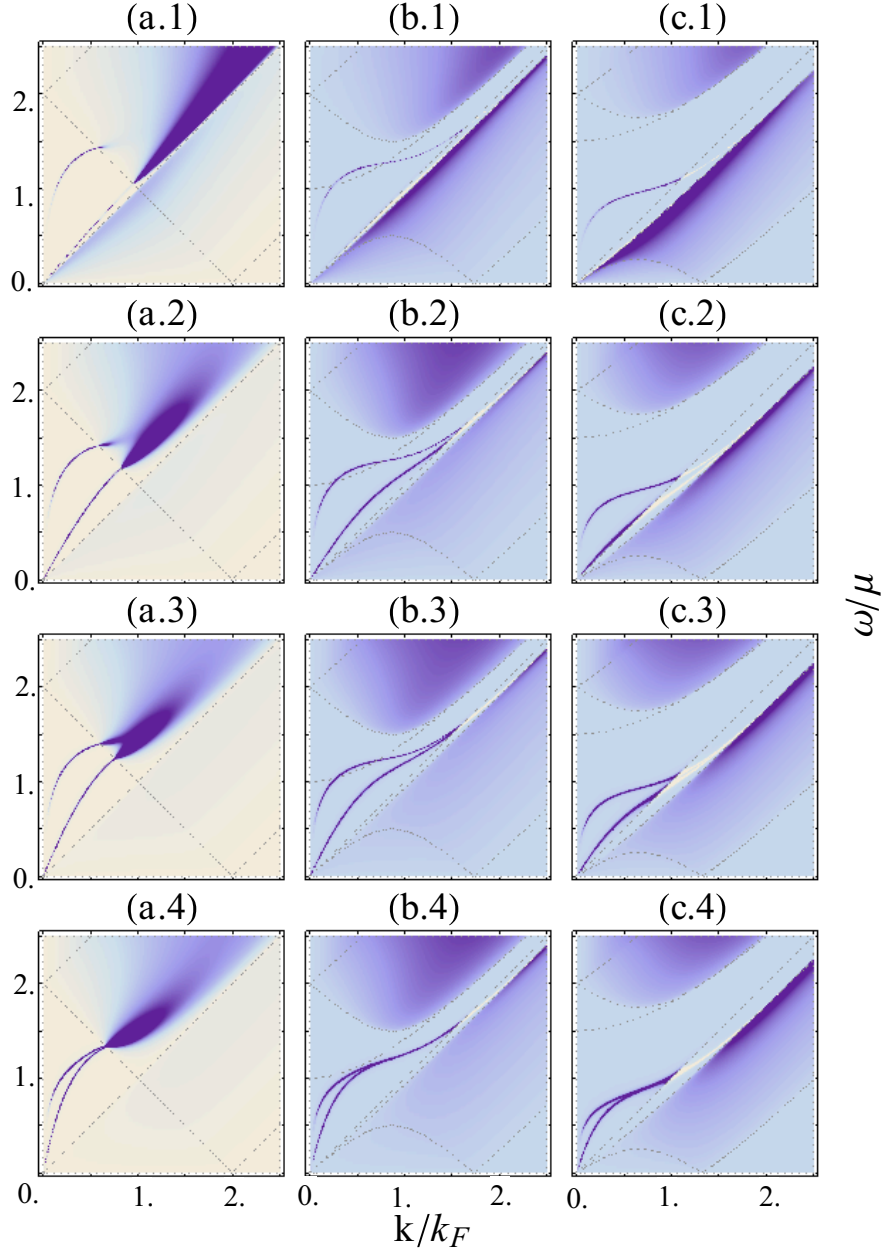 (a.1) (b.1) (c.1)
2.
1.
0.
(a.2) (b.2) (c.2)
2.
1.
0.
(a.3) (b.3) (c.3)
2.
1.
0.
(a.4) (b.4) (c.4)
2.
1.
0.
0. 1. 2. 0. 1. 2. 0. 1. 2.
k/k_F
ω/μ